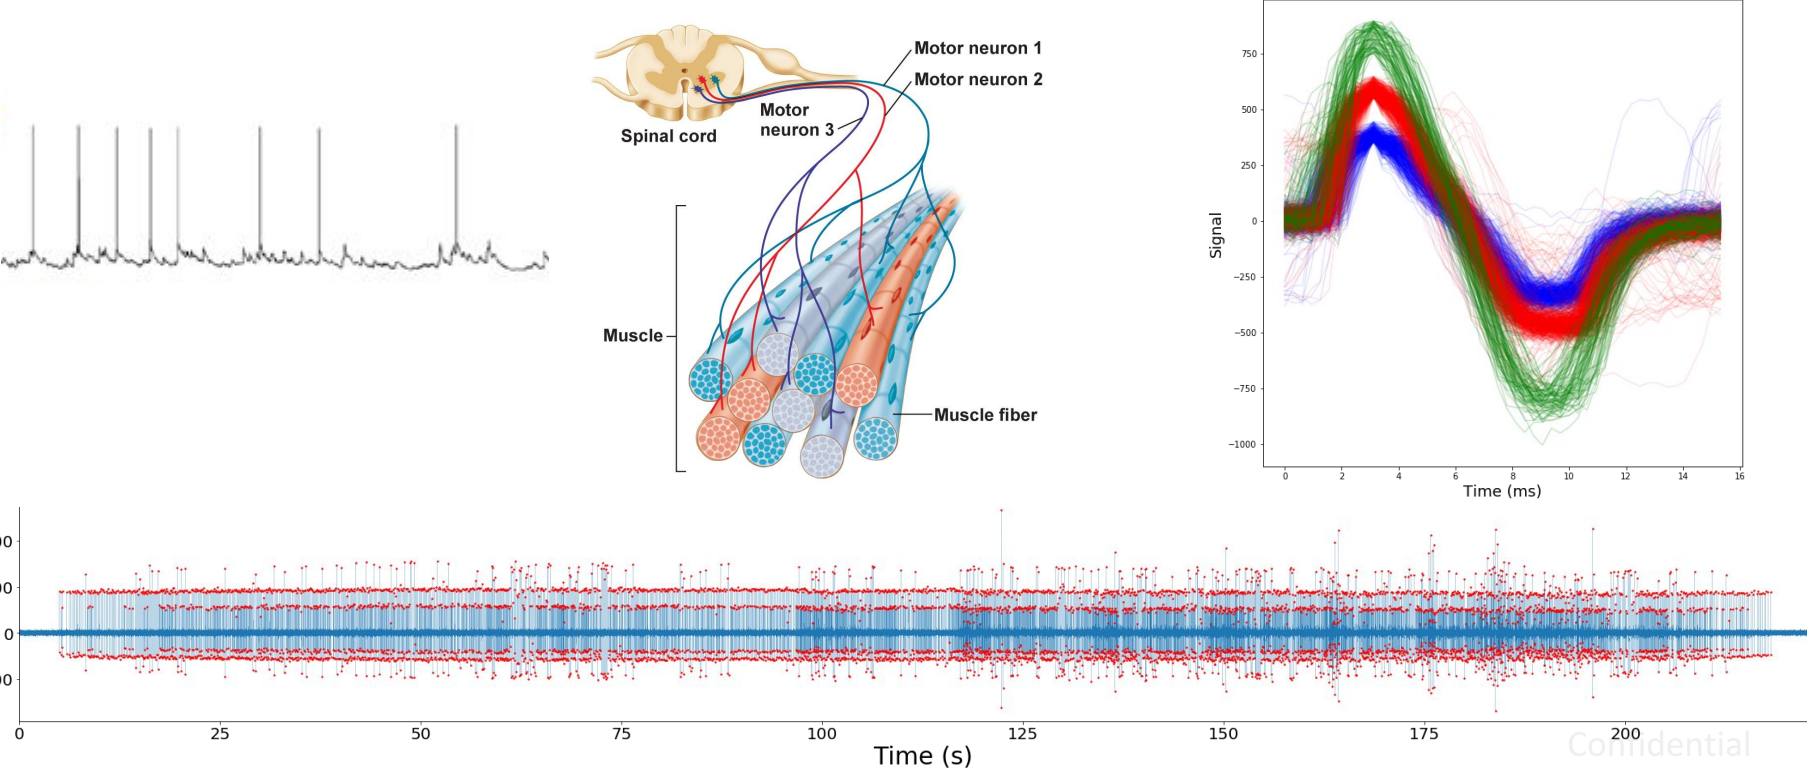 Motor neuron 1
Motor neuron 2
Motor
neuron 3
Spinal cord
Muscle
Muscle fiber
Signal
750
500
250
0
−250
−500
−750
−1000
0 2 4 6 8 10 12 14 16
Time (ms)
0
0 25 50 75 100 125 150 175 200
Time (s)
Confidential